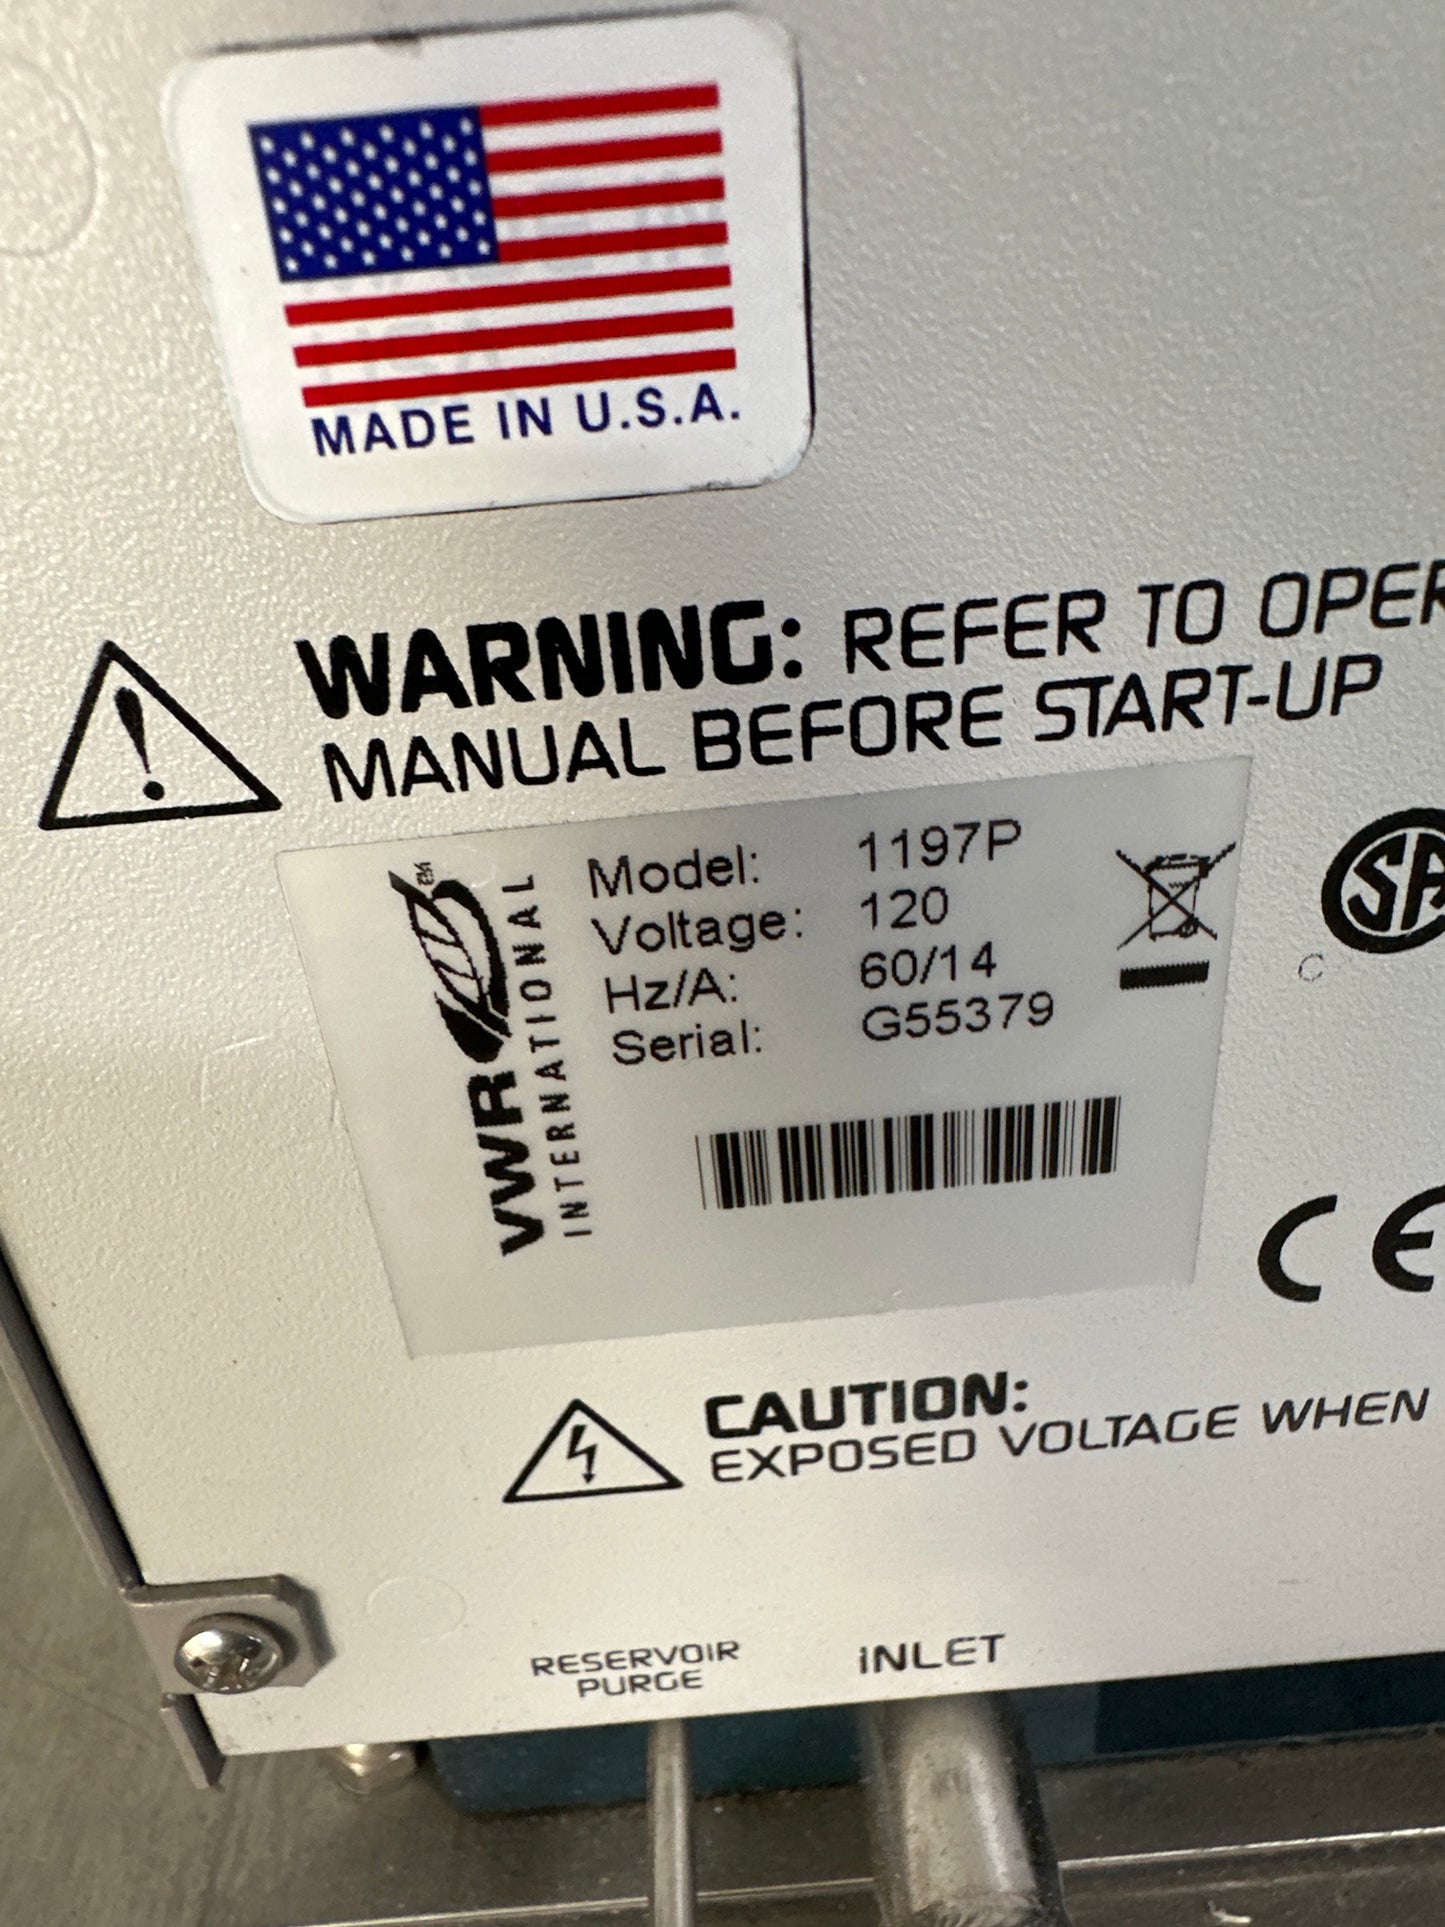 MADE IN U.S.A.
WARNING: REFER TO OPER
MANUAL BEFORE START-UP
VWR
INTERNATIONAL
Model: 1197P
Voltage: 120
Hz/A: 60/14
Serial: G55379
SA
C
CE
CAUTION:
EXPOSED VOLTAGE WHEN
RESERVOIR
PURGE
INLET